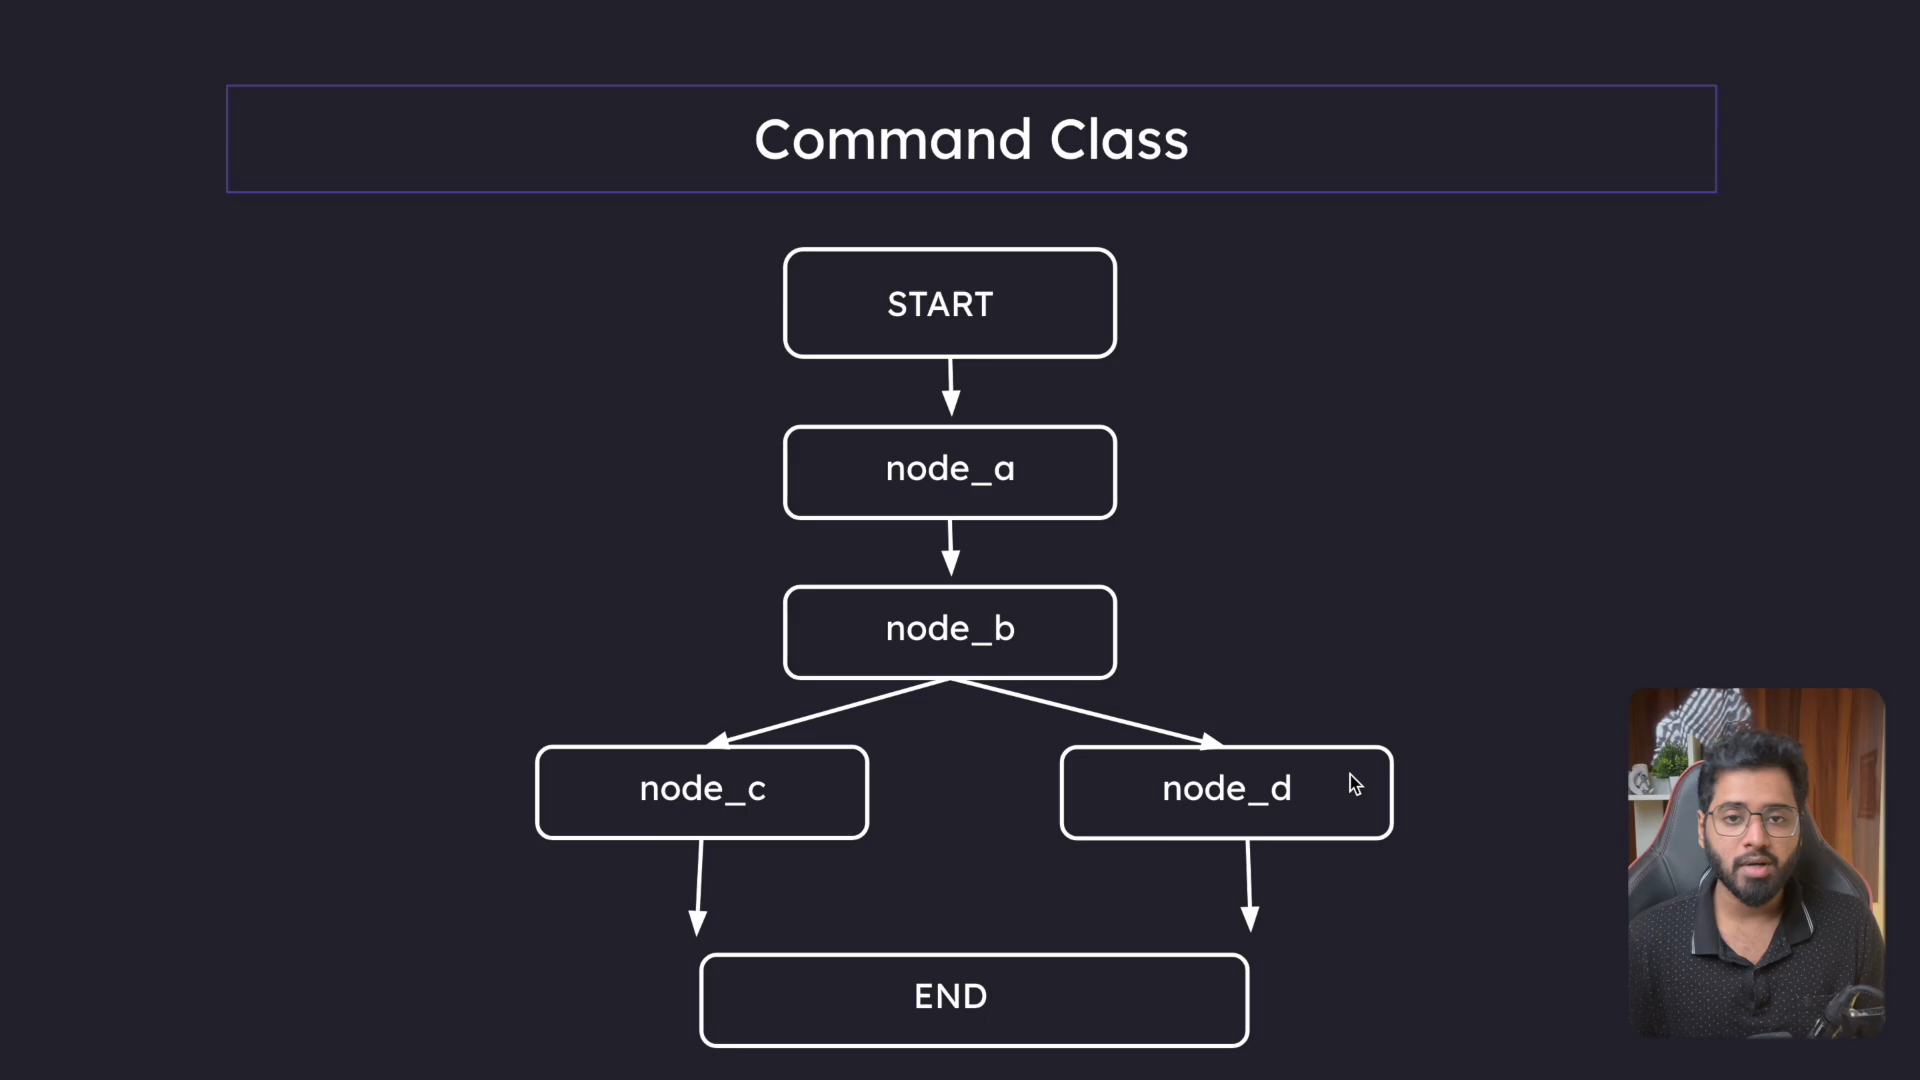 Command Class
START
node_a
node_b
node_c
node_d
END